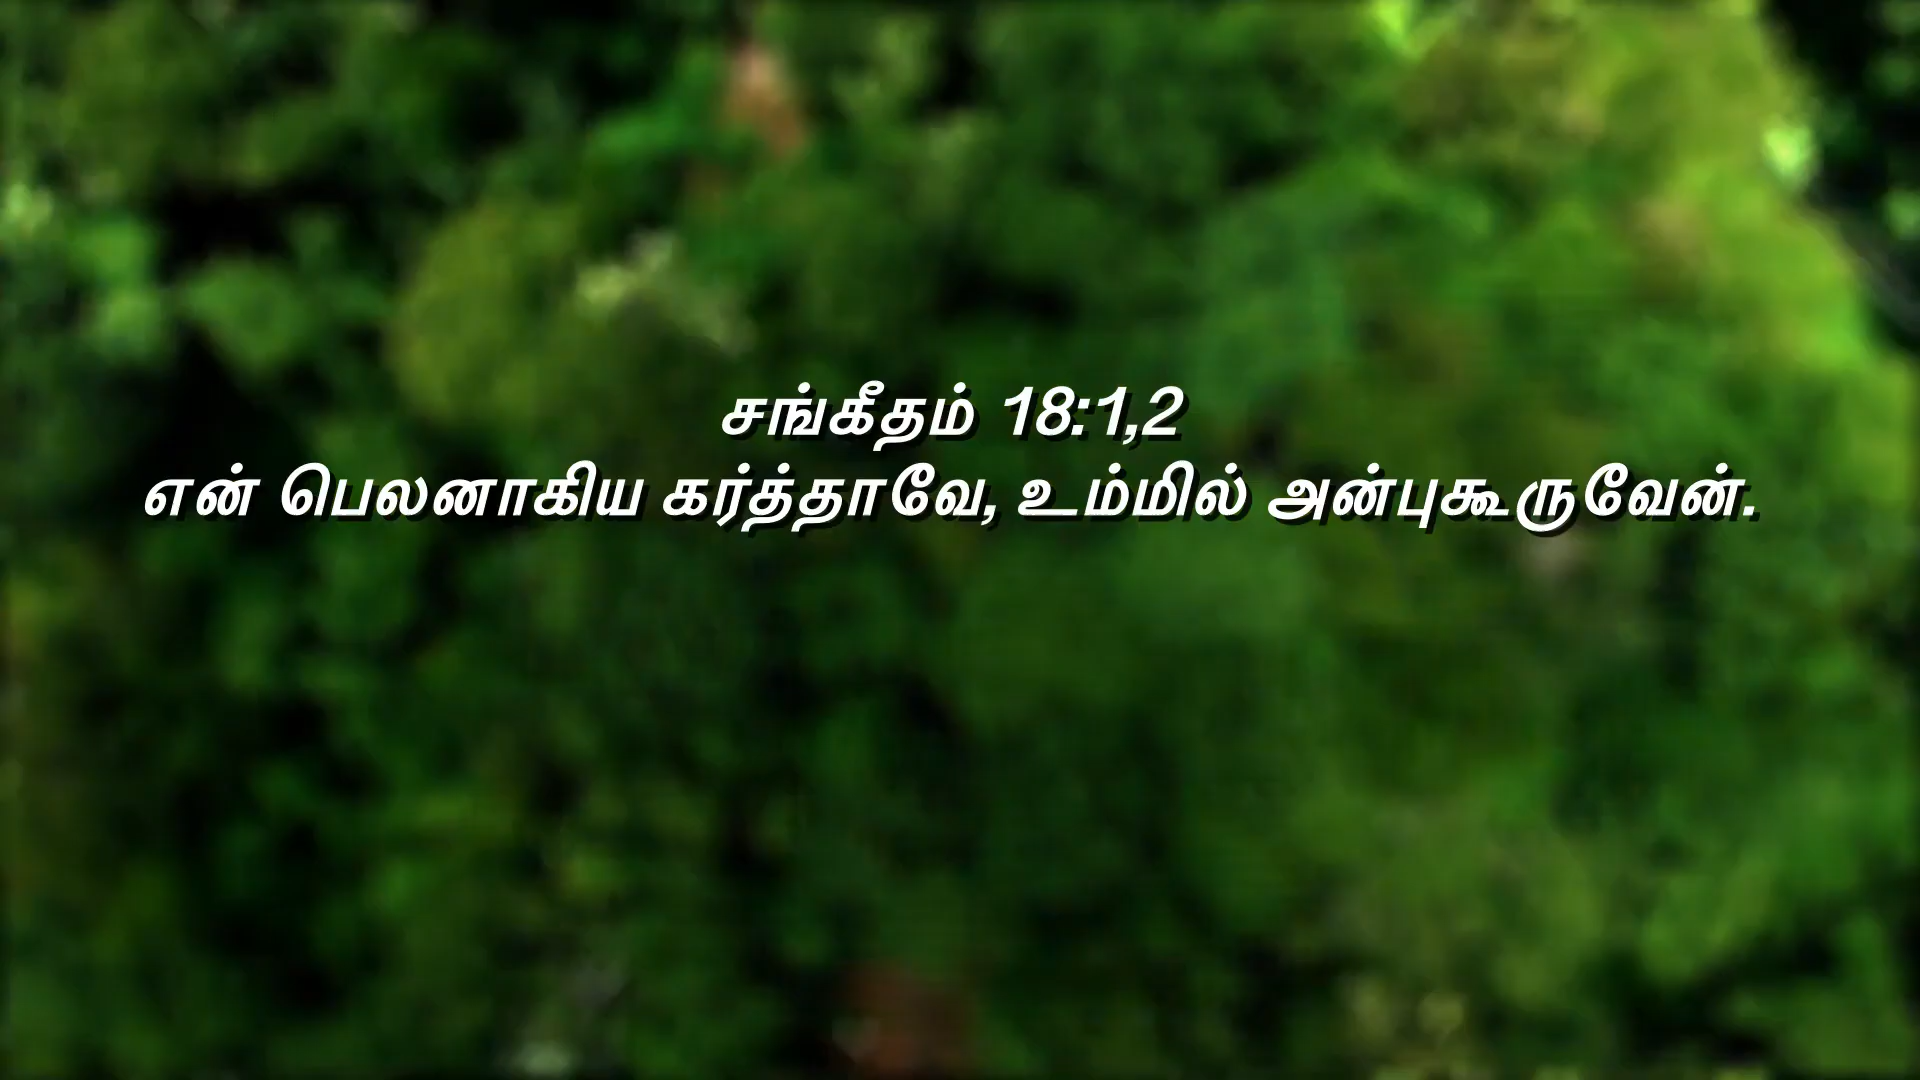 சங்கீதம் 18:1,2
என் பெலனாகிய கர்த்தாவே, உம்மில் அன்புகூருவேன்.